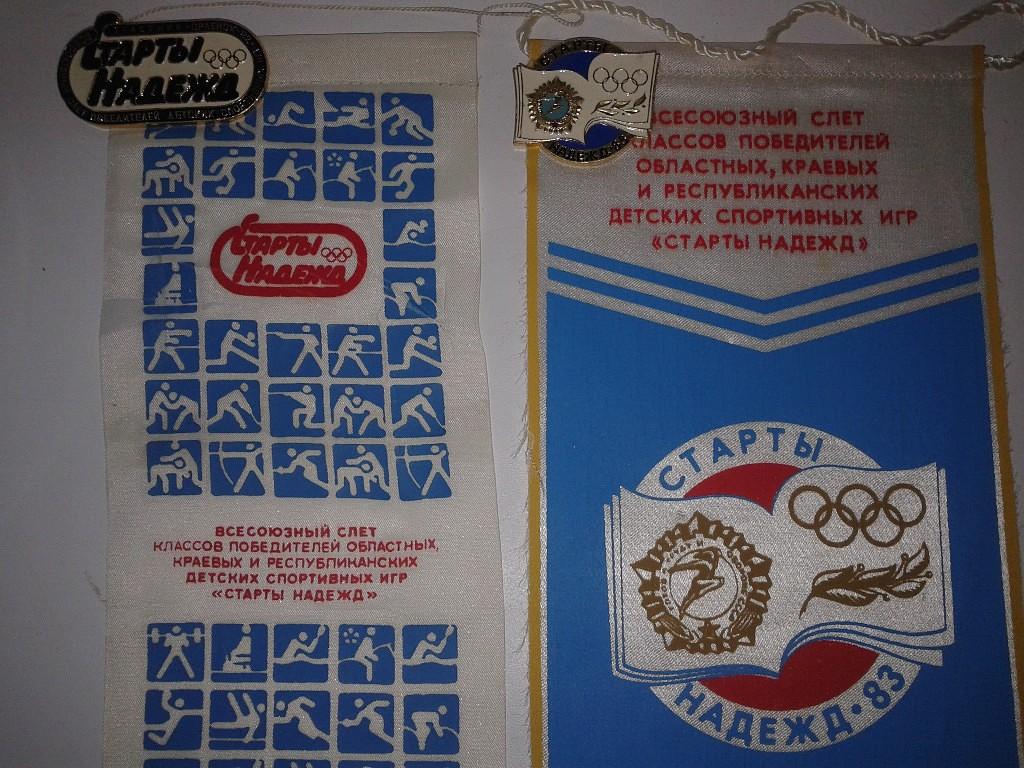 СТАРТЫ
НАДЕЖД
СТАРТЫ
НАДЕЖД
ВСЕСОЮЗНЫЙ СЛЕТ
КЛАССОВ ПОБЕДИТЕЛЕЙ ОБЛАСТНЫХ,
КРАЕВЫХ И РЕСПУБЛИКАНСКИХ
ДЕТСКИХ СПОРТИВНЫХ ИГР
«СТАРТЫ НАДЕЖД»
СТАРТЫ
ВСЕСОЮЗНЫЙ СЛЕТ
КЛАССОВ ПОБЕДИТЕЛЕЙ
ОБЛАСТНЫХ, КРАЕВЫХ
И РЕСПУБЛИКАНСКИХ
ДЕТСКИХ СПОРТИВНЫХ ИГР
«СТАРТЫ НАДЕЖД»
СТАРТЫ
НАДЕЖД·83